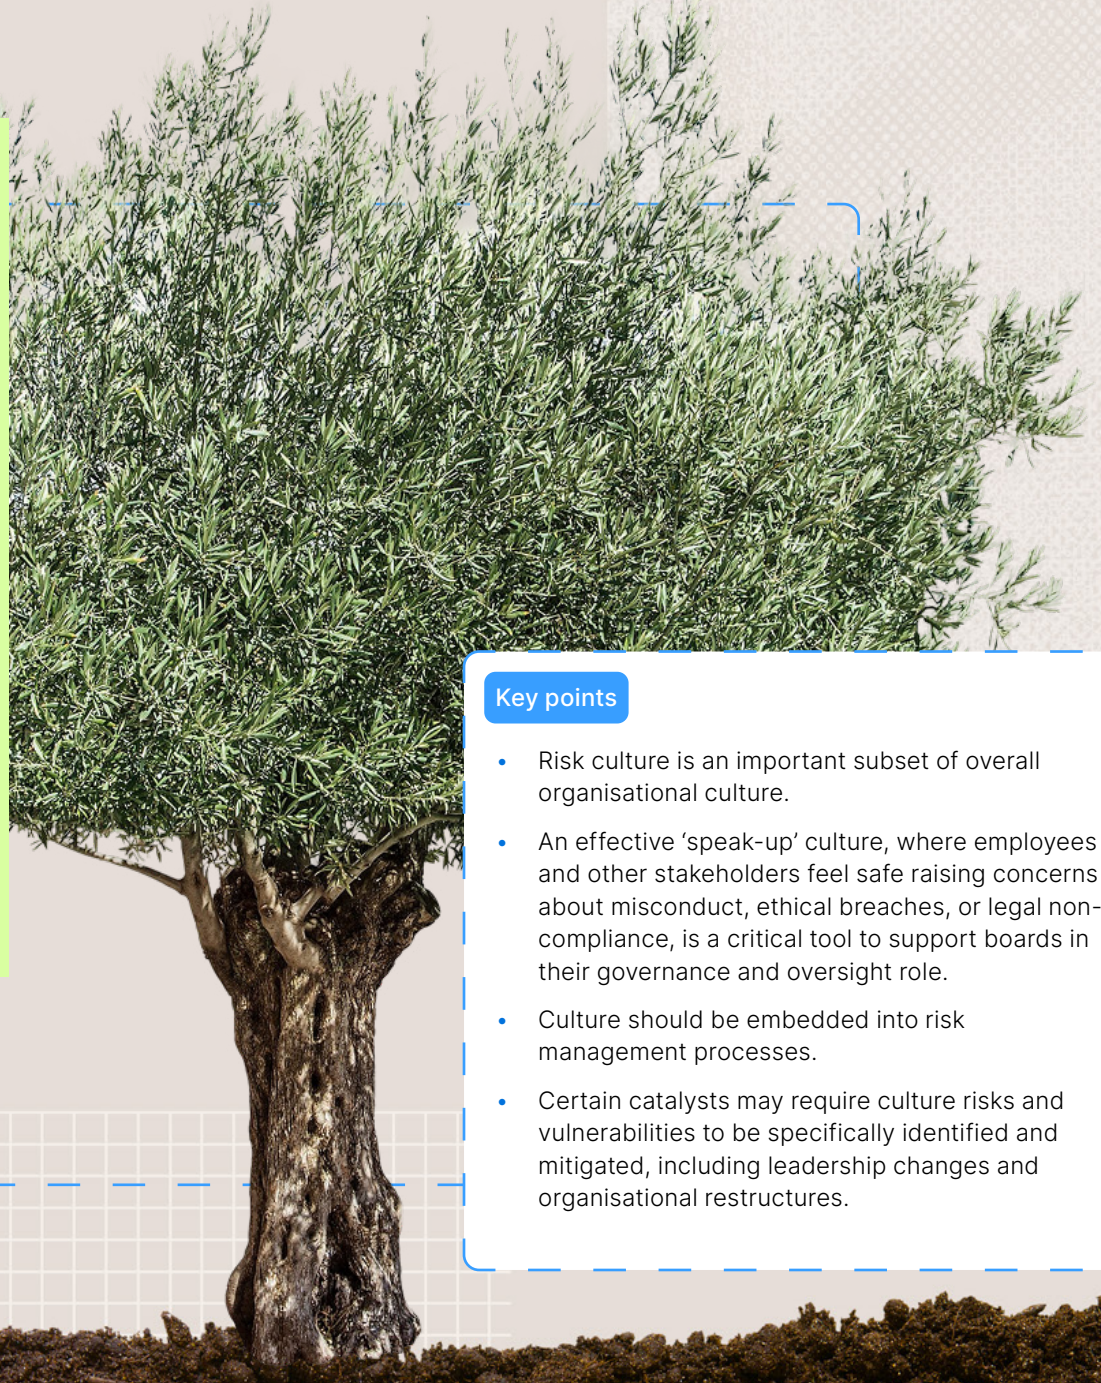 Key points
• Risk culture is an important subset of overall
organisational culture.
• An effective ‘speak-up’ culture, where employees
and other stakeholders feel safe raising concerns
about misconduct, ethical breaches, or legal non-
compliance, is a critical tool to support boards in
their governance and oversight role.
• Culture should be embedded into risk
management processes.
• Certain catalysts may require culture risks and
vulnerabilities to be specifically identified and
mitigated, including leadership changes and
organisational restructures.